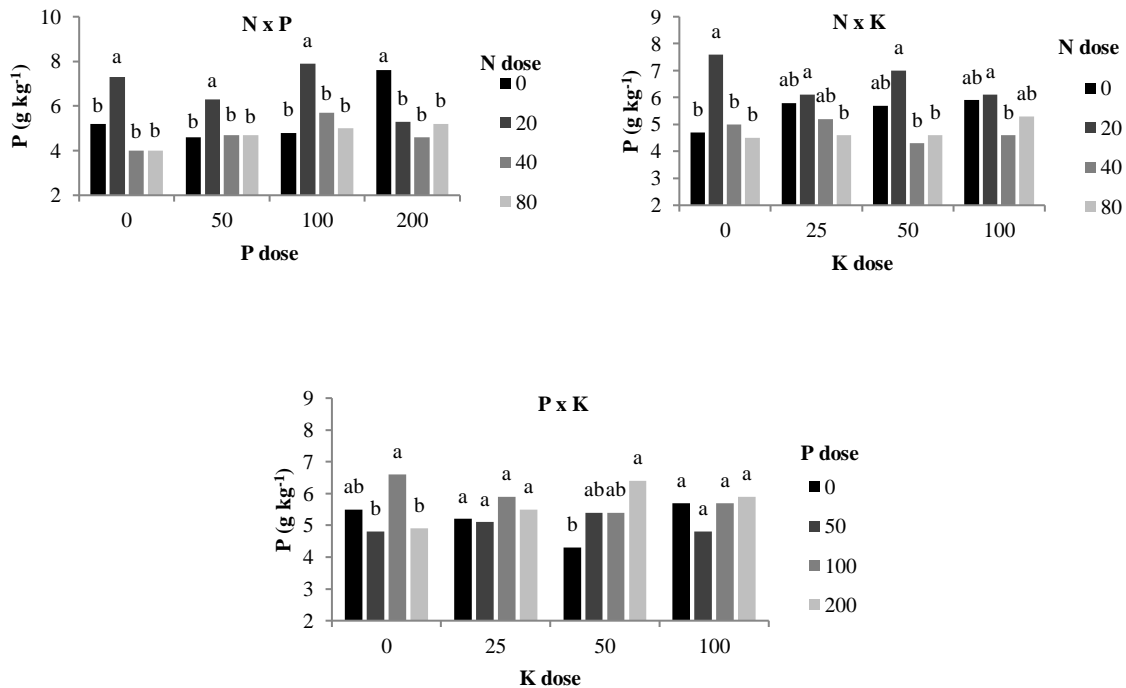 N x P
10
8
6
4
2
P (g kg-1)
b a b b
b a b b
b a b b
a b b b
0 50 100 200
P dose
N dose
0
20
40
80
N x K
9
8
7
6
5
4
3
2
P (g kg-1)
b a b b
ab a ab b
ab a b b
ab a b ab
0 25 50 100
K dose
N dose
0
20
40
80
P x K
9
8
7
6
5
4
3
2
P (g kg-1)
ab b a b
a a a a
b ab ab a
a a a a
0 25 50 100
K dose
P dose
0
50
100
200